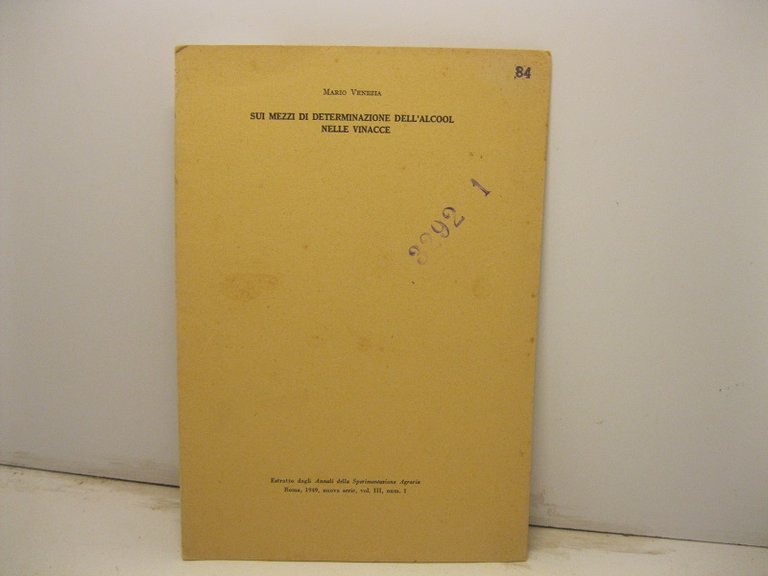 84
MARIO VENEZIA
SUI MEZZI DI DETERMINAZIONE DELL'ALCOOL
NELLE VINACCE
3292 1
Estratto dagli Annali della Sperimentazione Agraria
Roma, 1949, nuova serie, vol. III, num. 1